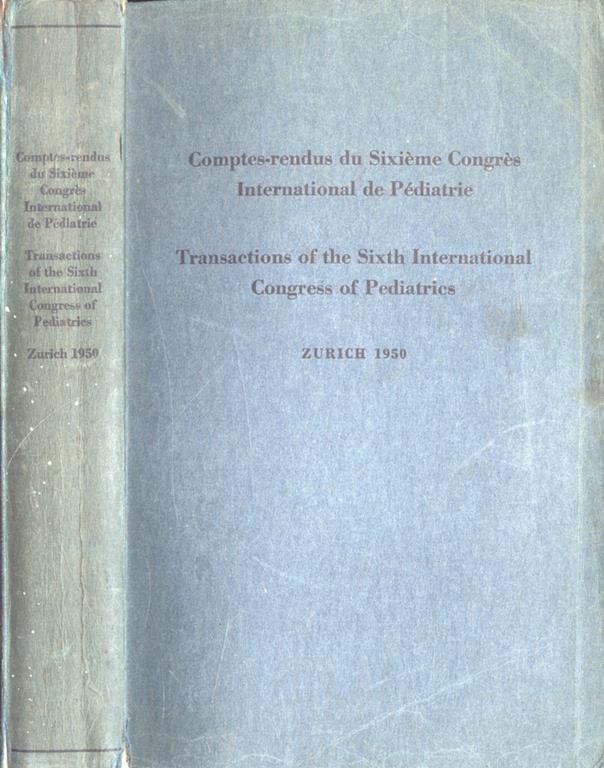 Comptes-rendus
du Sixième
Congrès
International
de Pédiatrie
Transactions
of the Sixth
International
Congress of
Pediatrics
Zurich 1950
Comptes-rendus du Sixième Congrès
International de Pédiatrie
Transactions of the Sixth International
Congress of Pediatrics
ZURICH 1950